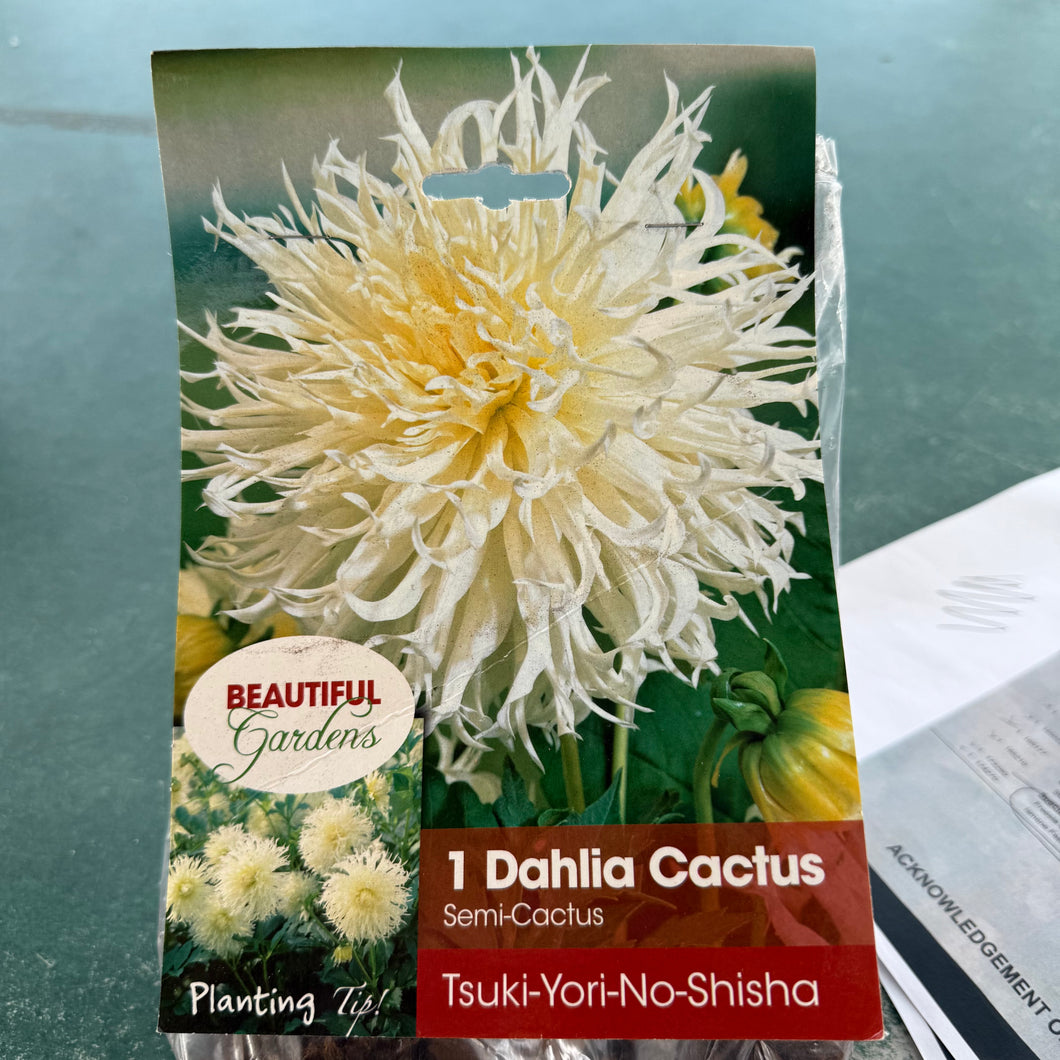 BEAUTIFUL
Gardens
1 Dahlia Cactus
Semi-Cactus
Tsuki-Yori-No-Shisha
Planting Tip!
ACKNOWLEDGEMENT